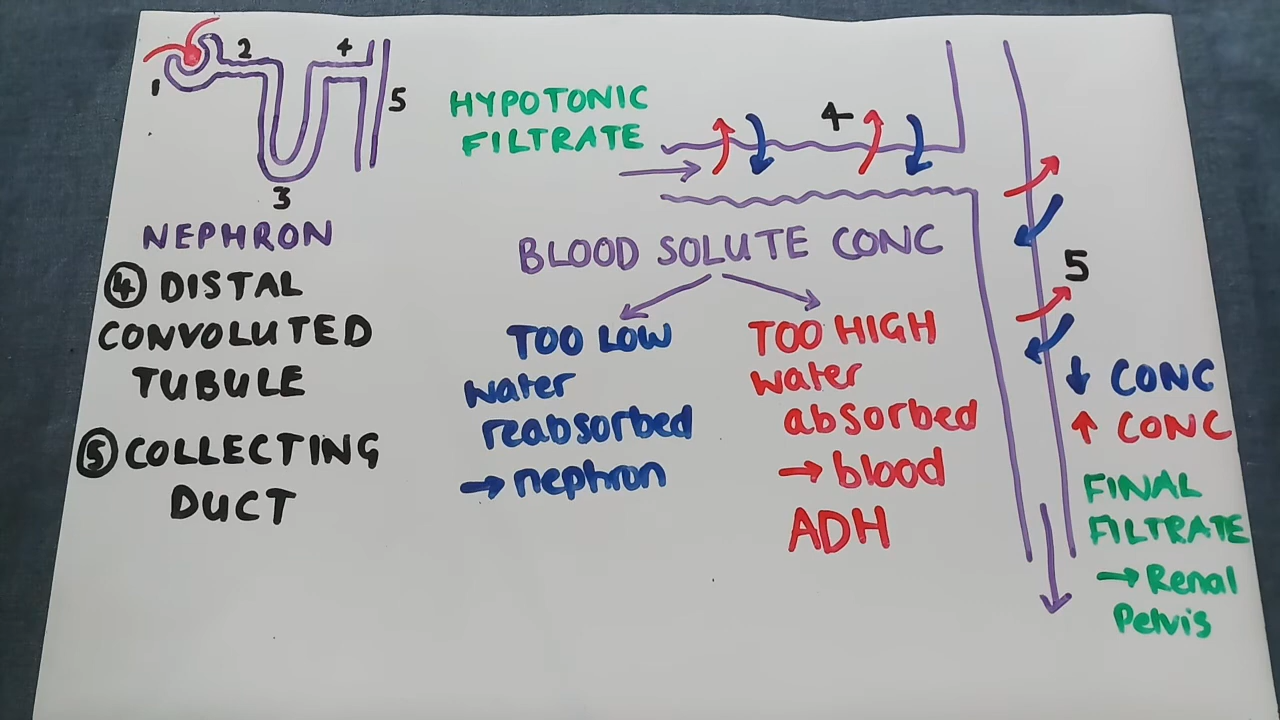 1
2
3
4
5
NEPHRON
④ DISTAL
CONVOLUTED
TUBULE
⑤ COLLECTING
DUCT
HYPOTONIC
FILTRATE
4
BLOOD SOLUTE CONC
TOO LOW
water
reabsorbed
→ nephron
TOO HIGH
water
absorbed
→ blood
ADH
5
↓ CONC
↑ CONC
FINAL
FILTRATE
→ Renal
Pelvis